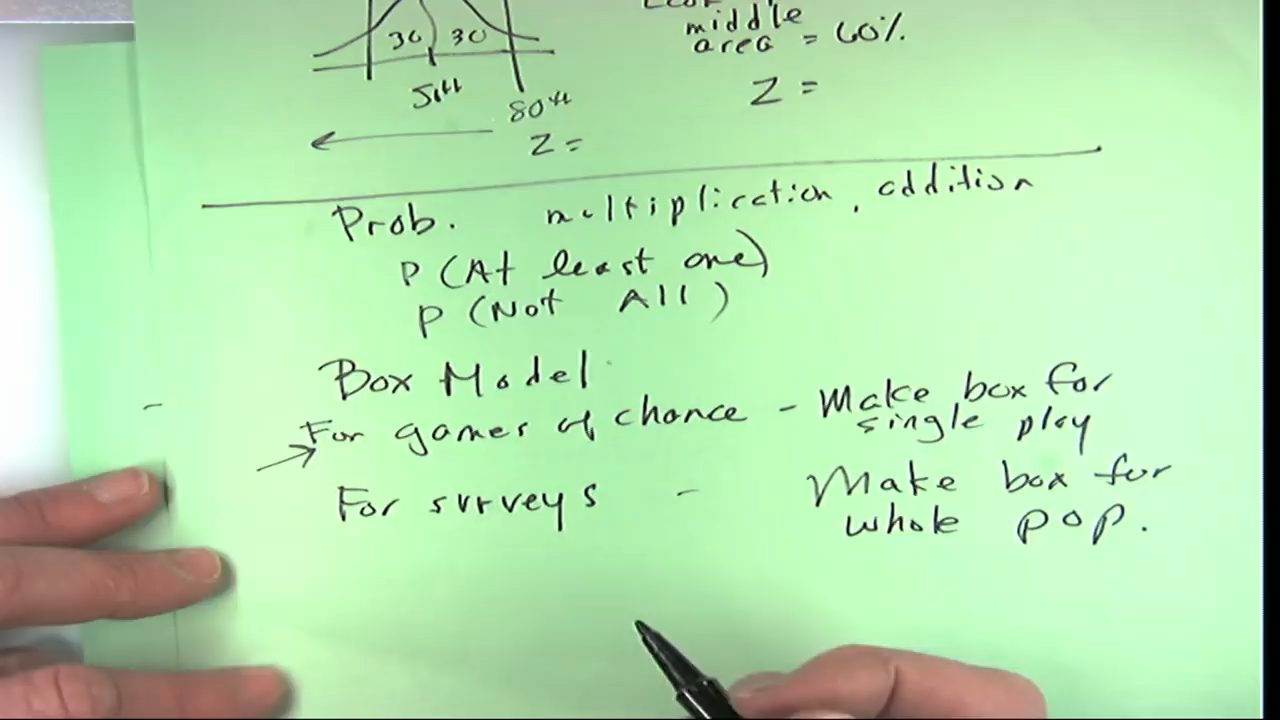 middle
area = 60%
30 30
50th
80th
Z =
Z =
Prob. multiplication, addition
P (At least one)
P (Not All)
Box Model
For games of chance - Make box for
single play
For surveys - Make box for
whole pop.